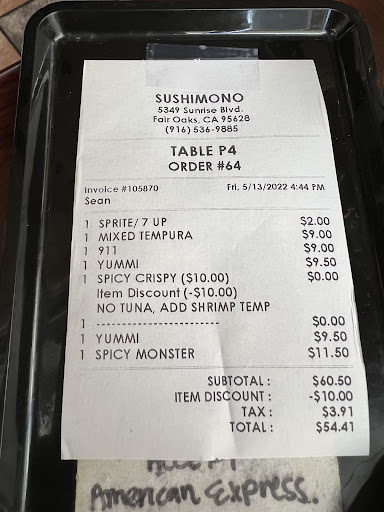 SUSHIMONO
5349 Sunrise Blvd.
Fair Oaks, CA 95628
(916) 536-9885
TABLE P4
ORDER #64
Invoice #105870 Fri, 5/13/2022 4:44 PM
Sean
1 SPRITE/ 7 UP $2.00
1 MIXED TEMPURA $9.00
1 911 $9.00
1 YUMMI $9.50
1 SPICY CRISPY ($10.00) $0.00
Item Discount (-$10.00)
NO TUNA, ADD SHRIMP TEMP
1 ------------------------ $0.00
1 YUMMI $9.50
1 SPICY MONSTER $11.50
SUBTOTAL : $60.50
ITEM DISCOUNT : -$10.00
TAX : $3.91
TOTAL : $54.41
American Express.